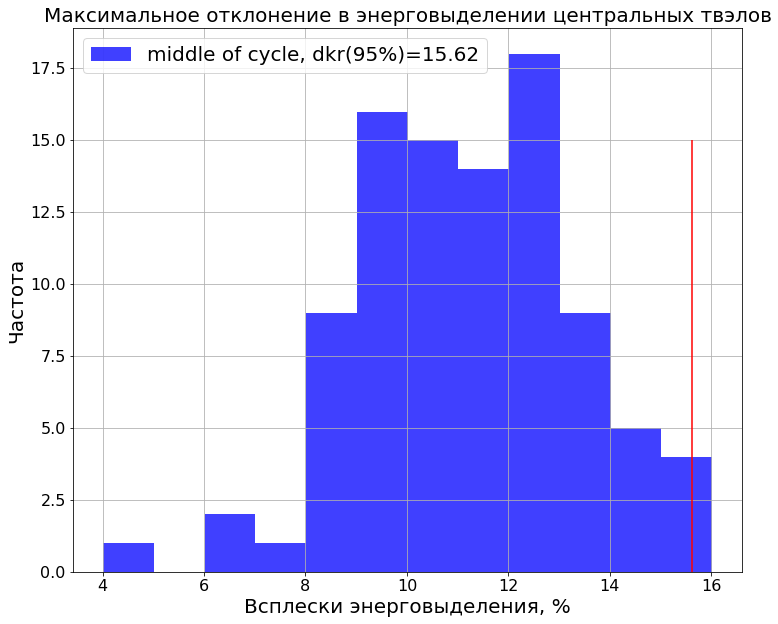 Максимальное отклонение в энерговыделении центральных твэлов
middle of cycle, dkr(95%)=15.62
17.5
15.0
12.5
10.0
7.5
5.0
2.5
0.0
Частота
4 6 8 10 12 14 16
Всплески энерговыделения, %